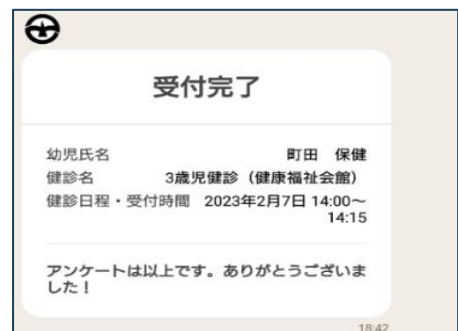 受付完了
幼児氏名 町田 保健
健診名 3歳児健診（健康福祉会館）
健診日程・受付時間 2023年2月7日 14:00～
14:15
アンケートは以上です。ありがとうございま
した！
18:42